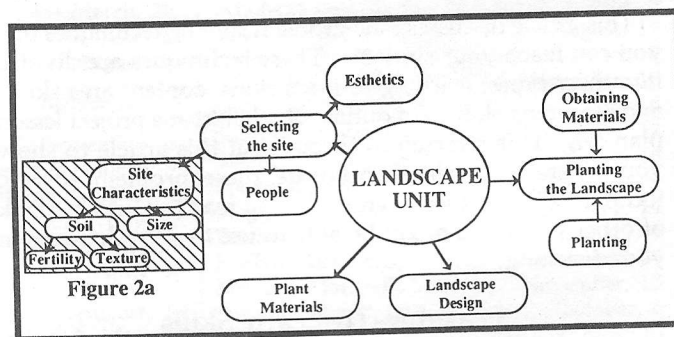 Esthetics
Selecting
the site
People
Site
Characteristics
Soil
Size
Fertility
Texture
Figure 2a
LANDSCAPE
UNIT
Obtaining
Materials
Planting
the Landscape
Planting
Plant
Materials
Landscape
Design